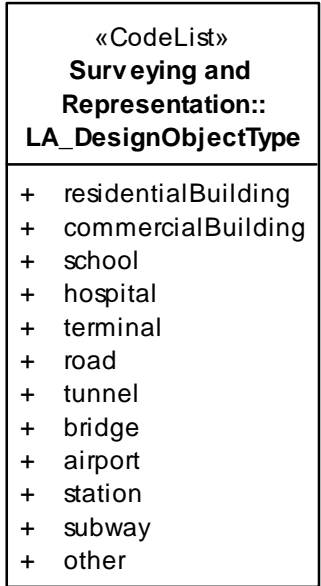 «CodeList»
Surveying and
Representation::
LA_DesignObjectType
+ residentialBuilding
+ commercialBuilding
+ school
+ hospital
+ terminal
+ road
+ tunnel
+ bridge
+ airport
+ station
+ subway
+ other